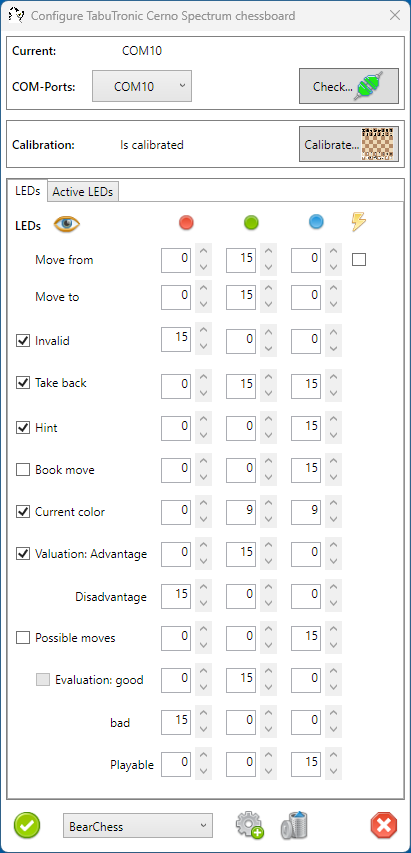 Configure TabuTronic Cerno Spectrum chessboard
Current: COM10
COM-Ports: COM10 Check...
Calibration: Is calibrated Calibrate...
LEDs Active LEDs
LEDs
Move from 0 15 0
Move to 0 15 0
Invalid 15 0 0
Take back 0 15 15
Hint 0 0 15
Book move 0 0 15
Current color 0 9 9
Valuation: Advantage 0 15 0
Disadvantage 15 0 0
Possible moves 0 0 15
Evaluation: good 0 15 0
bad 15 0 0
Playable 0 0 15
BearChess